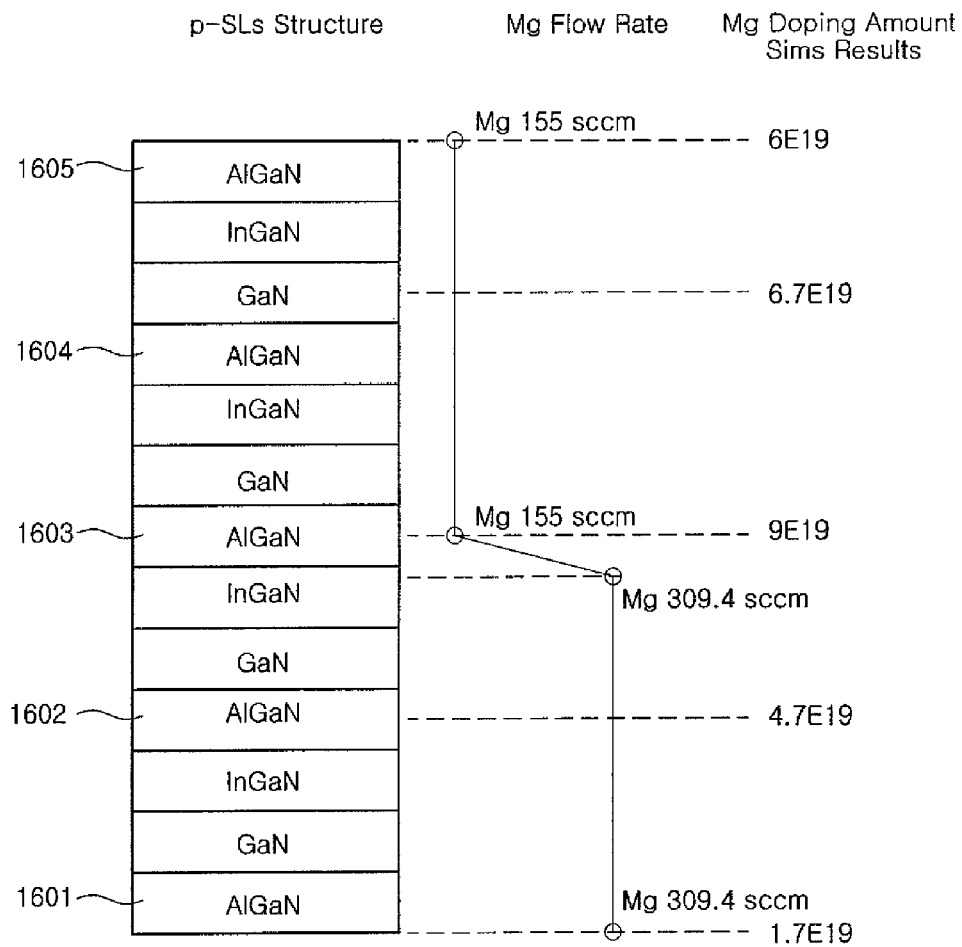 p-SLs Structure
Mg Flow Rate
Mg Doping Amount
Sims Results
Mg 155 sccm
6E19
1605
AlGaN
InGaN
GaN
6.7E19
1604
AlGaN
InGaN
GaN
Mg 155 sccm
1603
AlGaN
9E19
InGaN
Mg 309.4 sccm
GaN
1602
AlGaN
4.7E19
InGaN
GaN
1601
AlGaN
Mg 309.4 sccm
1.7E19